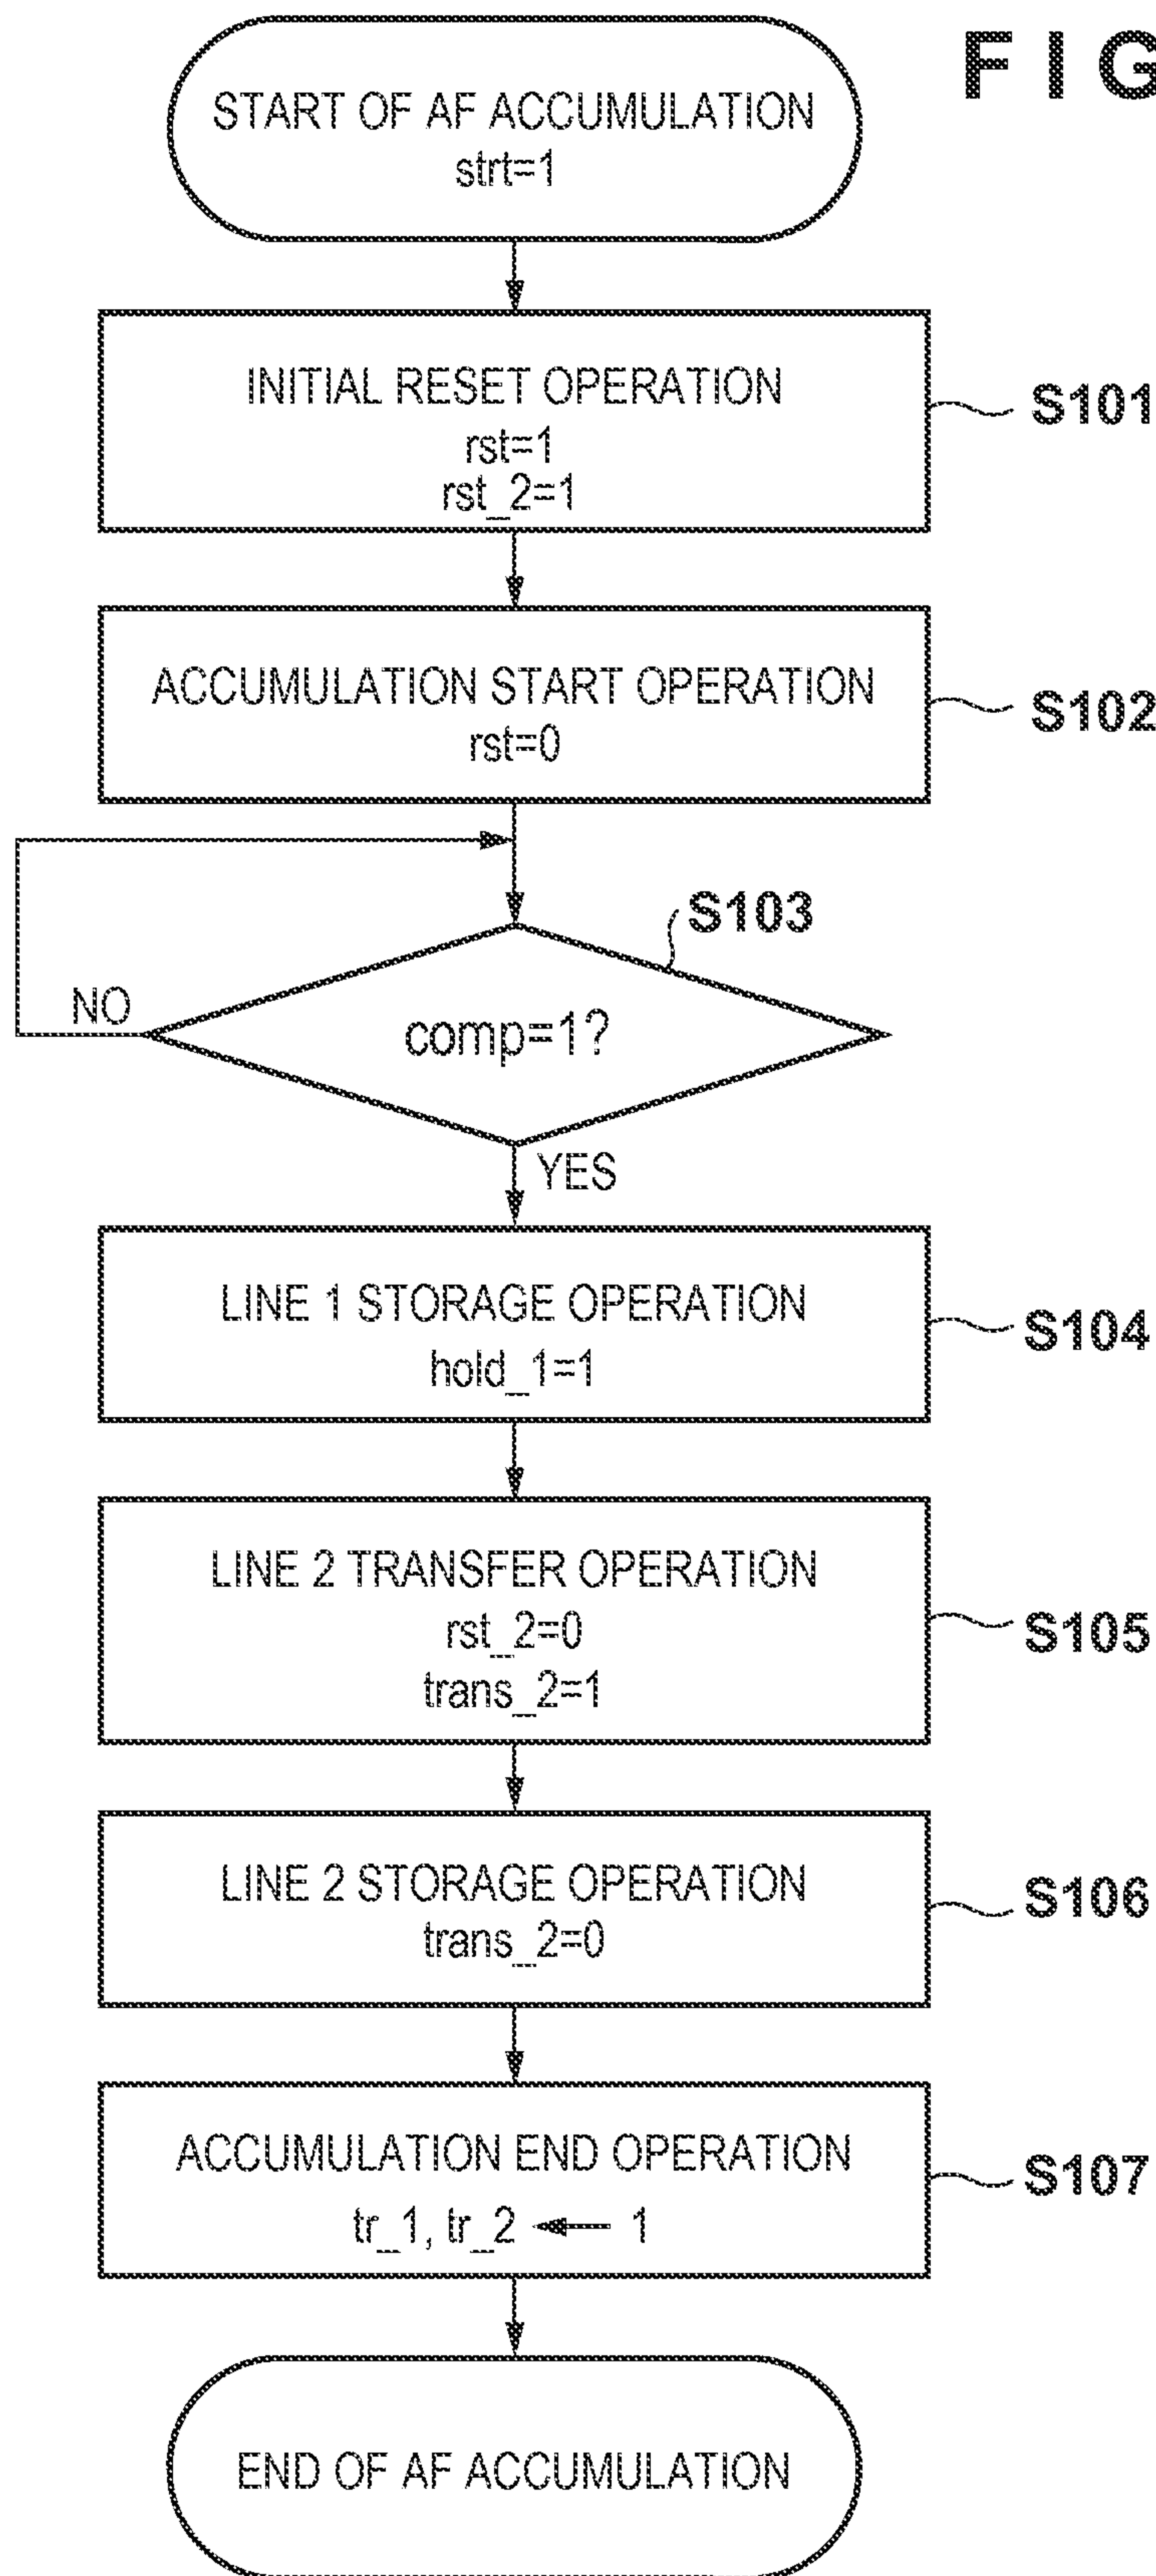 FIG
START OF AF ACCUMULATION
strt=1
INITIAL RESET OPERATION
rst=1
rst_2=1
S101
ACCUMULATION START OPERATION
rst=0
S102
S103
NO
comp=1?
YES
LINE 1 STORAGE OPERATION
hold_1=1
S104
LINE 2 TRANSFER OPERATION
rst_2=0
trans_2=1
S105
LINE 2 STORAGE OPERATION
trans_2=0
S106
ACCUMULATION END OPERATION
tr_1, tr_2 ← 1
S107
END OF AF ACCUMULATION